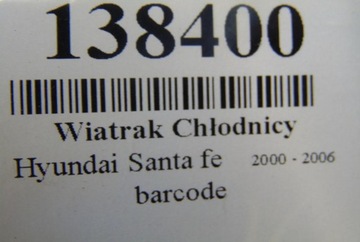 138400
Wiatrak Chłodnicy
Hyundai Santa fe 2000 - 2006
barcode